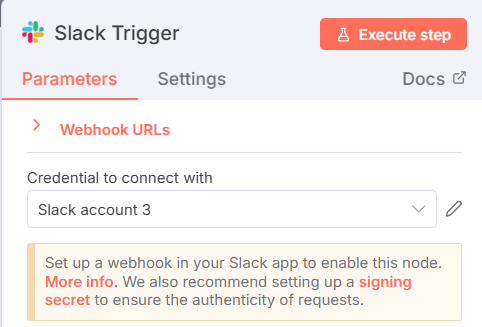 Slack Trigger
Execute step
Parameters
Settings
Docs
Webhook URLs
Credential to connect with
Slack account 3
Set up a webhook in your Slack app to enable this node.
More info. We also recommend setting up a signing
secret to ensure the authenticity of requests.